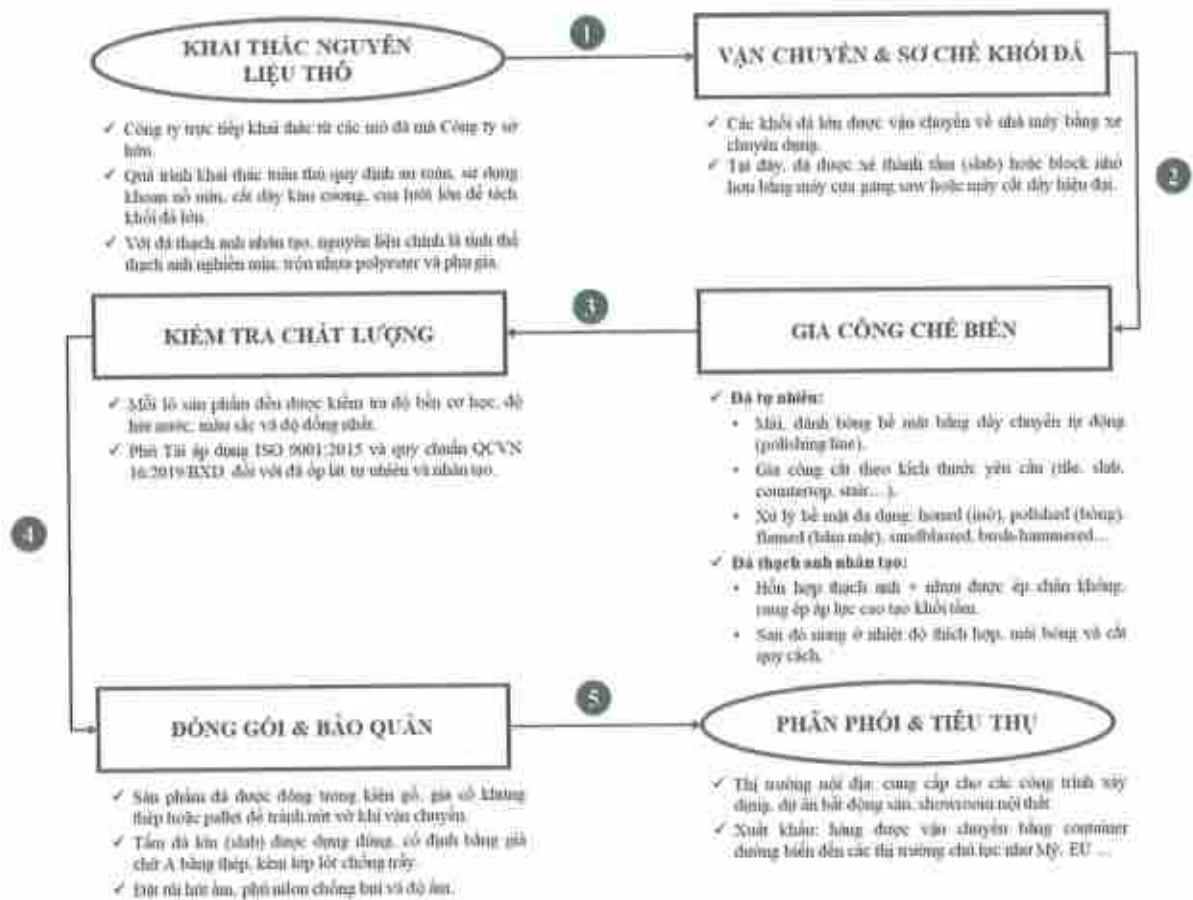 1
KHAI THÁC NGUYÊN
LIỆU THÔ
VẬN CHUYỂN & SƠ CHẾ KHỐI ĐÁ
✓ Công ty trực tiếp khai thác từ các mỏ đá mà Công ty sở
hữu.
✓ Quá trình khai thác tuân thủ quy định an toàn, sử dụng
khoan nổ mìn, cắt dây kim cương, cưa lưỡi lớn để tách
khối đá lớn.
✓ Với đá thạch anh nhân tạo, nguyên liệu chính là tinh thể
thạch anh nghiền mịn, trộn nhựa polyester và phụ gia.
✓ Các khối đá lớn được vận chuyển về nhà máy bằng xe
chuyên dụng.
✓ Tại đây, đá được xẻ thành tấm (slab) hoặc block nhỏ
hơn bằng máy cưa gang saw hoặc máy cắt dây hiện đại.
2
3
KIỂM TRA CHẤT LƯỢNG
GIA CÔNG CHẾ BIẾN
✓ Mỗi lô sản phẩm đều được kiểm tra độ bền cơ học, độ
hút nước, màu sắc và độ đồng nhất.
✓ Phú Tài áp dụng ISO 9001:2015 và quy chuẩn QCVN
16:2019/BXD đối với đá ốp lát tự nhiên và nhân tạo.
✓ Đá tự nhiên:
• Mài, đánh bóng bề mặt bằng dây chuyền tự động
(polishing line).
• Gia công cắt theo kích thước yêu cầu (tile, slab,
countertop, stair…).
• Xử lý bề mặt đa dạng: honed (mờ), polished (bóng),
flamed (băm mặt), sandblasted, bush-hammered…
✓ Đá thạch anh nhân tạo:
• Hỗn hợp thạch anh + nhựa được ép chân không,
rung ép áp lực cao tạo khối tấm.
• Sau đó nung ở nhiệt độ thích hợp, mài bóng và cắt
quy cách.
4
5
ĐÓNG GÓI & BẢO QUẢN
PHÂN PHỐI & TIÊU THỤ
✓ Sản phẩm đá được đóng trong kiện gỗ, gia cố khung
thép hoặc pallet để tránh nứt vỡ khi vận chuyển.
✓ Tấm đá lớn (slab) được dựng đứng, cố định bằng giá
chữ A bằng thép, kèm lớp lót chống trầy.
✓ Đặt túi hút ẩm, phủ nilon chống bụi và độ ẩm.
✓ Thị trường nội địa: cung cấp cho các công trình xây
dựng, dự án bất động sản, showroom nội thất.
✓ Xuất khẩu: hàng được vận chuyển bằng container
đường biển đến các thị trường chủ lực như Mỹ, EU …